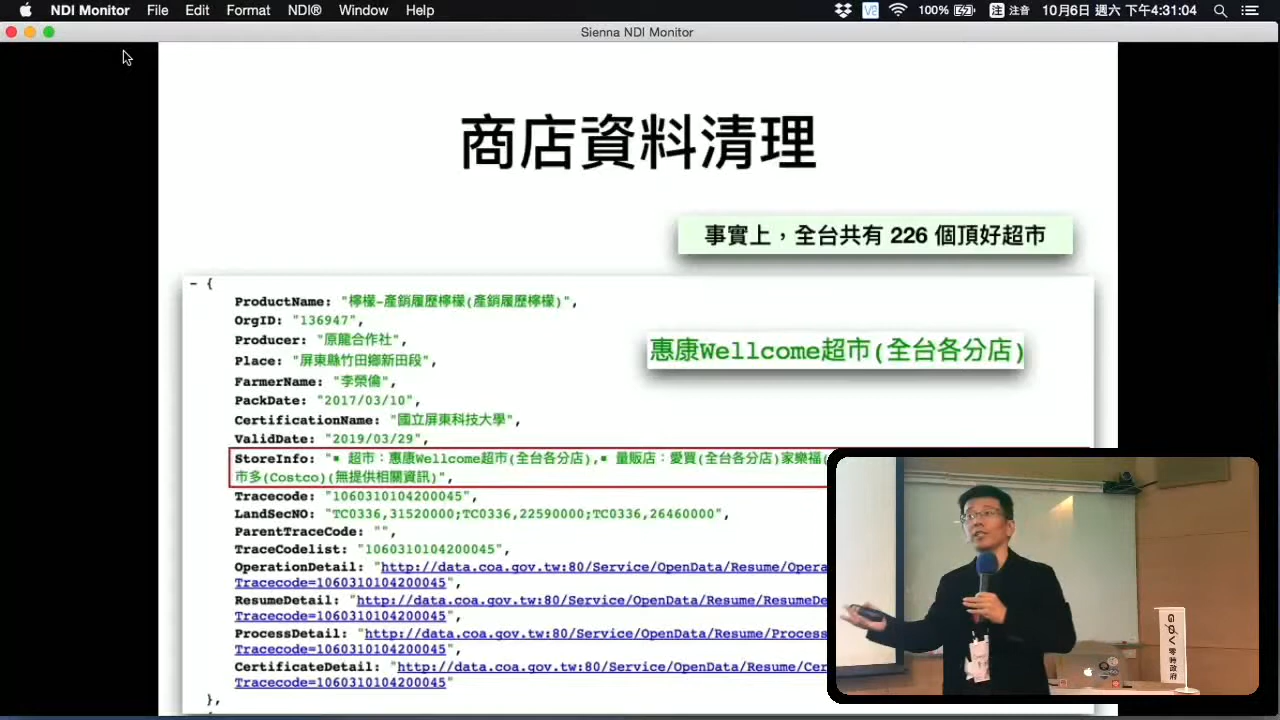 NDI Monitor File Edit Format NDI® Window Help 100% 注 注音 10月6日 週六 下午4:31:04
Sienna NDI Monitor
商店資料清理
事實上，全台共有 226 個頂好超市
- {
ProductName: "檸檬-產銷履歷檸檬(產銷履歷檸檬)",
OrgID: "136947",
Producer: "原龍合作社",
Place: "屏東縣竹田鄉新田段",
惠康Wellcome超市(全台各分店)
FarmerName: "李榮倫",
PackDate: "2017/03/10",
CertificationName: "國立屏東科技大學",
ValidDate: "2019/03/29",
StoreInfo: "▪ 超市：惠康Wellcome超市(全台各分店),▪ 量販店：愛買(全台各分店)家樂福(
市多(Costco)(無提供相關資訊)",
Tracecode: "1060310104200045",
LandSecNO: "TC0336,31520000;TC0336,22590000;TC0336,26460000",
ParentTraceCode: "",
TraceCodelist: "1060310104200045",
OperationDetail: "http://data.coa.gov.tw:80/Service/OpenData/Resume/Opera
Tracecode=1060310104200045",
ResumeDetail: "http://data.coa.gov.tw:80/Service/OpenData/Resume/ResumeDe
Tracecode=1060310104200045",
ProcessDetail: "http://data.coa.gov.tw:80/Service/OpenData/Resume/Process
Tracecode=1060310104200045",
CertificateDetail: "http://data.coa.gov.tw:80/Service/OpenData/Resume/Cer
Tracecode=1060310104200045"
},
g0v 零時政府